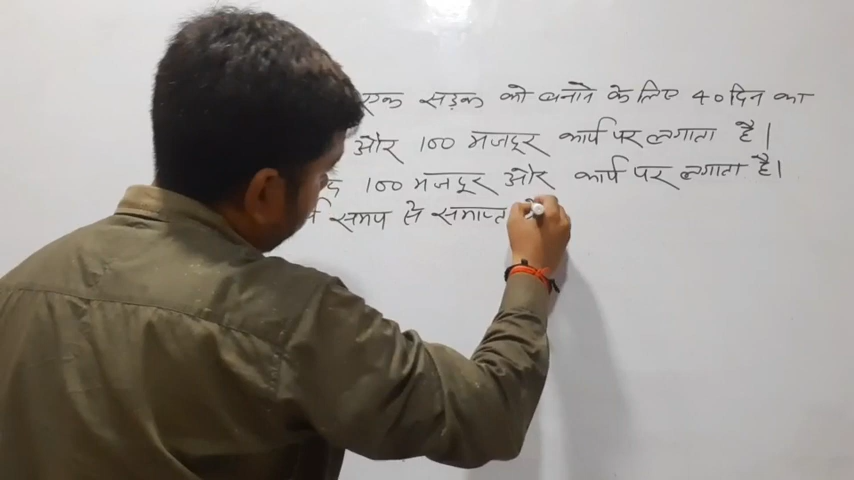 एक सड़क को बनाने के लिए 40 दिन का
और 100 मजदूर कार्य पर लगाता है।
100 मजदूर और कार्य पर लगाता है।
समय से समाप्त